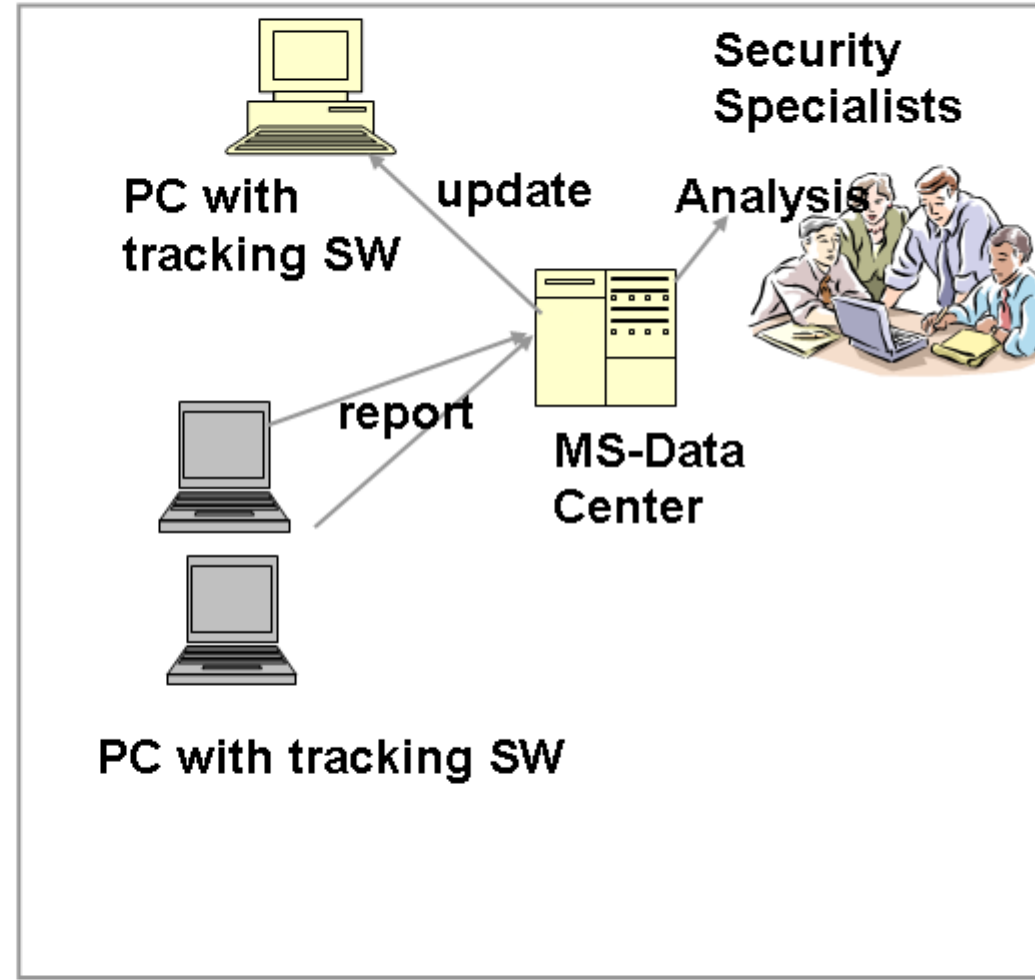 Security
Specialists
PC with
tracking SW
update
Analysis
report
MS-Data
Center
PC with tracking SW